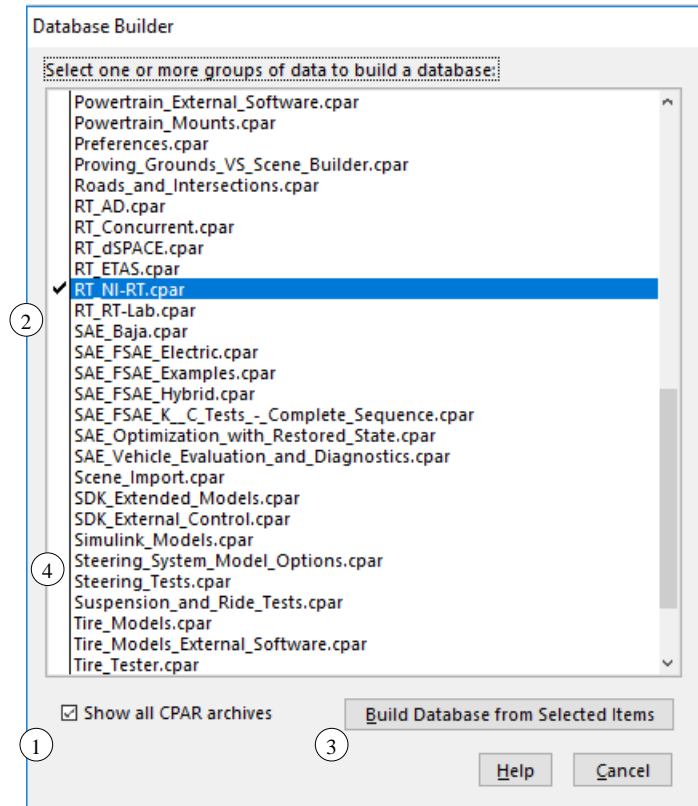 Database Builder
Select one or more groups of data to build a database:
Powertrain_External_Software.cpar
Powertrain_Mounts.cpar
Preferences.cpar
Proving_Grounds_VS_Scene_Builder.cpar
Roads_and_Intersections.cpar
RT_AD.cpar
RT_Concurrent.cpar
RT_dSPACE.cpar
RT_ETAS.cpar
RT_NI-RT.cpar
2
RT_RT-Lab.cpar
SAE_Baja.cpar
SAE_FSAE_Electric.cpar
SAE_FSAE_Examples.cpar
SAE_FSAE_Hybrid.cpar
SAE_FSAE_K__C_Tests_-_Complete_Sequence.cpar
SAE_Optimization_with_Restored_State.cpar
SAE_Vehicle_Evaluation_and_Diagnostics.cpar
Scene_Import.cpar
SDK_Extended_Models.cpar
SDK_External_Control.cpar
Simulink_Models.cpar
Steering_System_Model_Options.cpar
4
Steering_Tests.cpar
Suspension_and_Ride_Tests.cpar
Tire_Models.cpar
Tire_Models_External_Software.cpar
Tire_Tester.cpar
Show all CPAR archives
Build Database from Selected Items
1
3
Help
Cancel